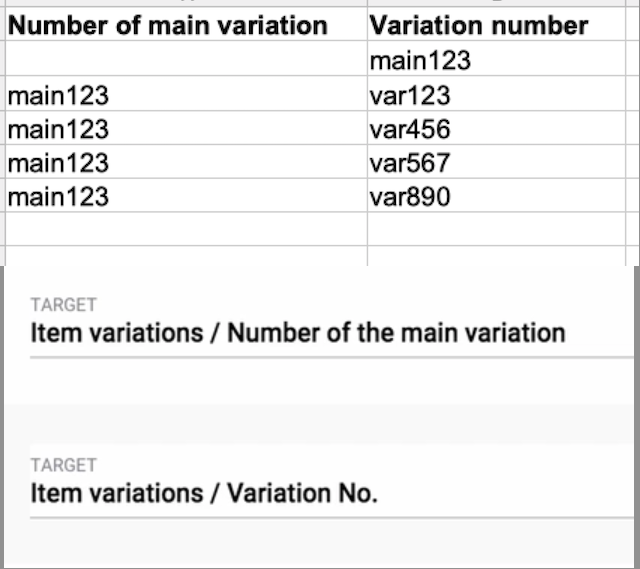 Number of main variation Variation number
main123
main123 var123
main123 var456
main123 var567
main123 var890
TARGET
Item variations / Number of the main variation
TARGET
Item variations / Variation No.